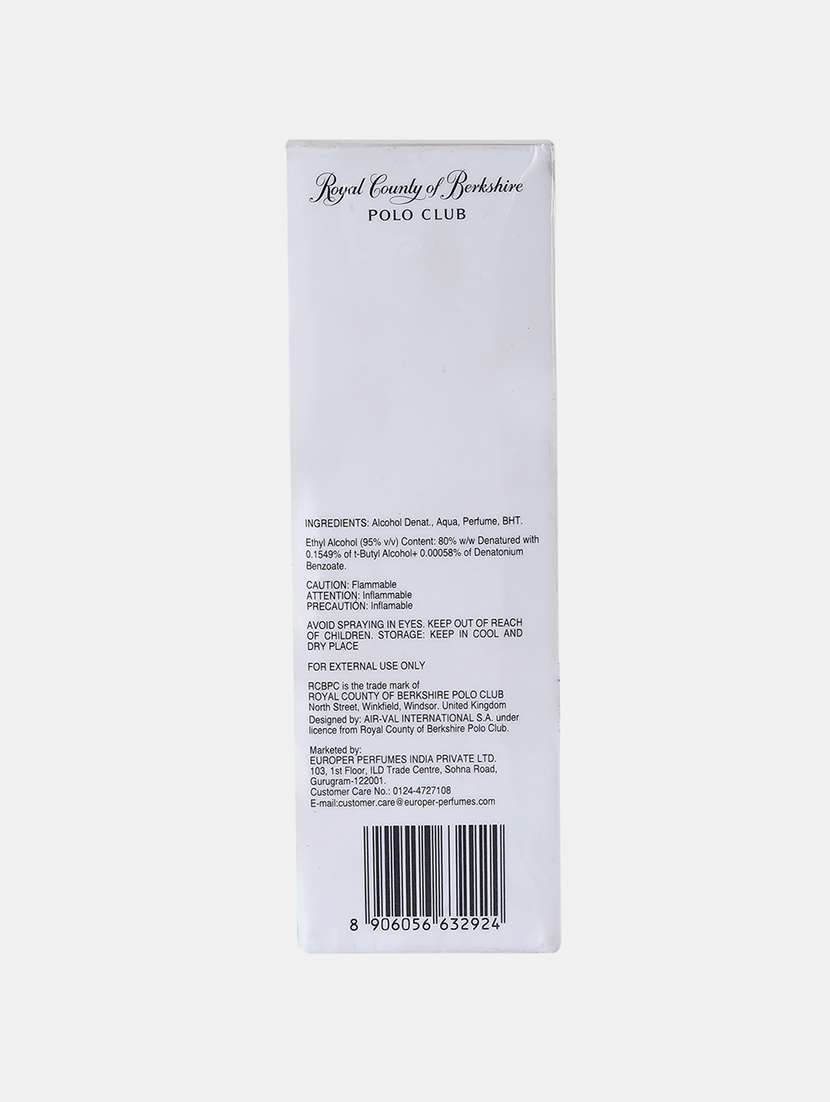 Royal County of Berkshire
POLO CLUB
INGREDIENTS: Alcohol Denat., Aqua, Perfume, BHT.
Ethyl Alcohol (95% v/v) Content: 80% w/w Denatured with
0.1549% of t-Butyl Alcohol+ 0.00058% of Denatonium
Benzoate.
CAUTION: Flammable
ATTENTION: Inflammable
PRECAUTION: Inflamable
AVOID SPRAYING IN EYES. KEEP OUT OF REACH
OF CHILDREN. STORAGE: KEEP IN COOL AND
DRY PLACE
FOR EXTERNAL USE ONLY
RCBPC is the trade mark of
ROYAL COUNTY OF BERKSHIRE POLO CLUB
North Street, Winkfield, Windsor. United Kingdom
Designed by: AIR-VAL INTERNATIONAL S.A. under
licence from Royal County of Berkshire Polo Club.
Marketed by:
EUROPER PERFUMES INDIA PRIVATE LTD.
103, 1st Floor, ILD Trade Centre, Sohna Road,
Gurugram-122001.
Customer Care No.: 0124-4727108
E-mail:customer.care@europer-perfumes.com
8 906056 632924